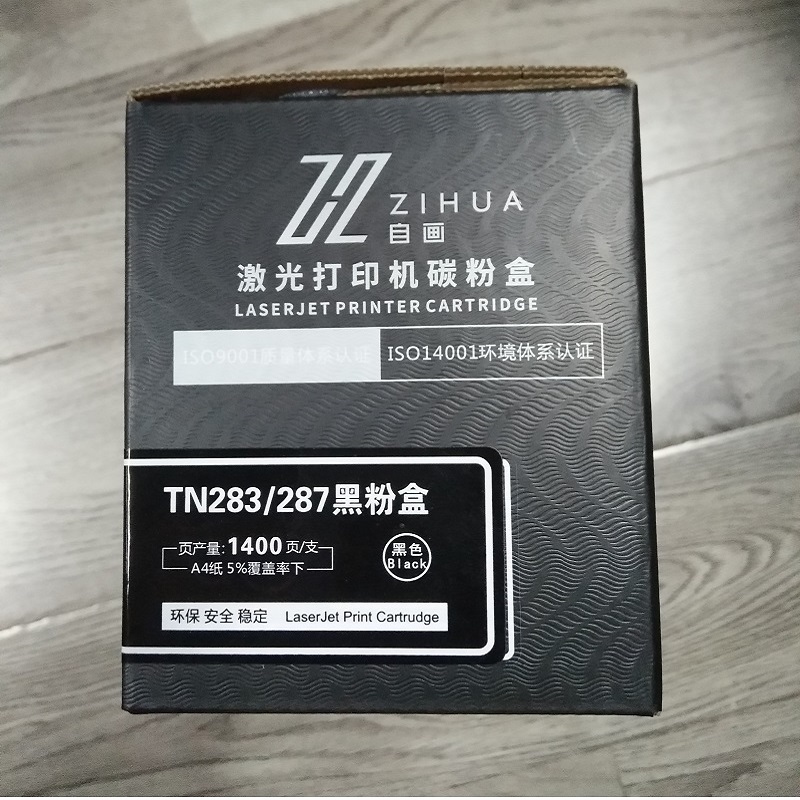 ZIHUA
自画
激光打印机碳粉盒
LASERJET PRINTER CARTRIDGE
ISO9001质量体系认证 ISO14001环境体系认证
TN283/287黑粉盒
页产量:1400页/支
A4纸 5%覆盖率下
黑色
Black
环保 安全 稳定 LaserJet Print Cartrudge